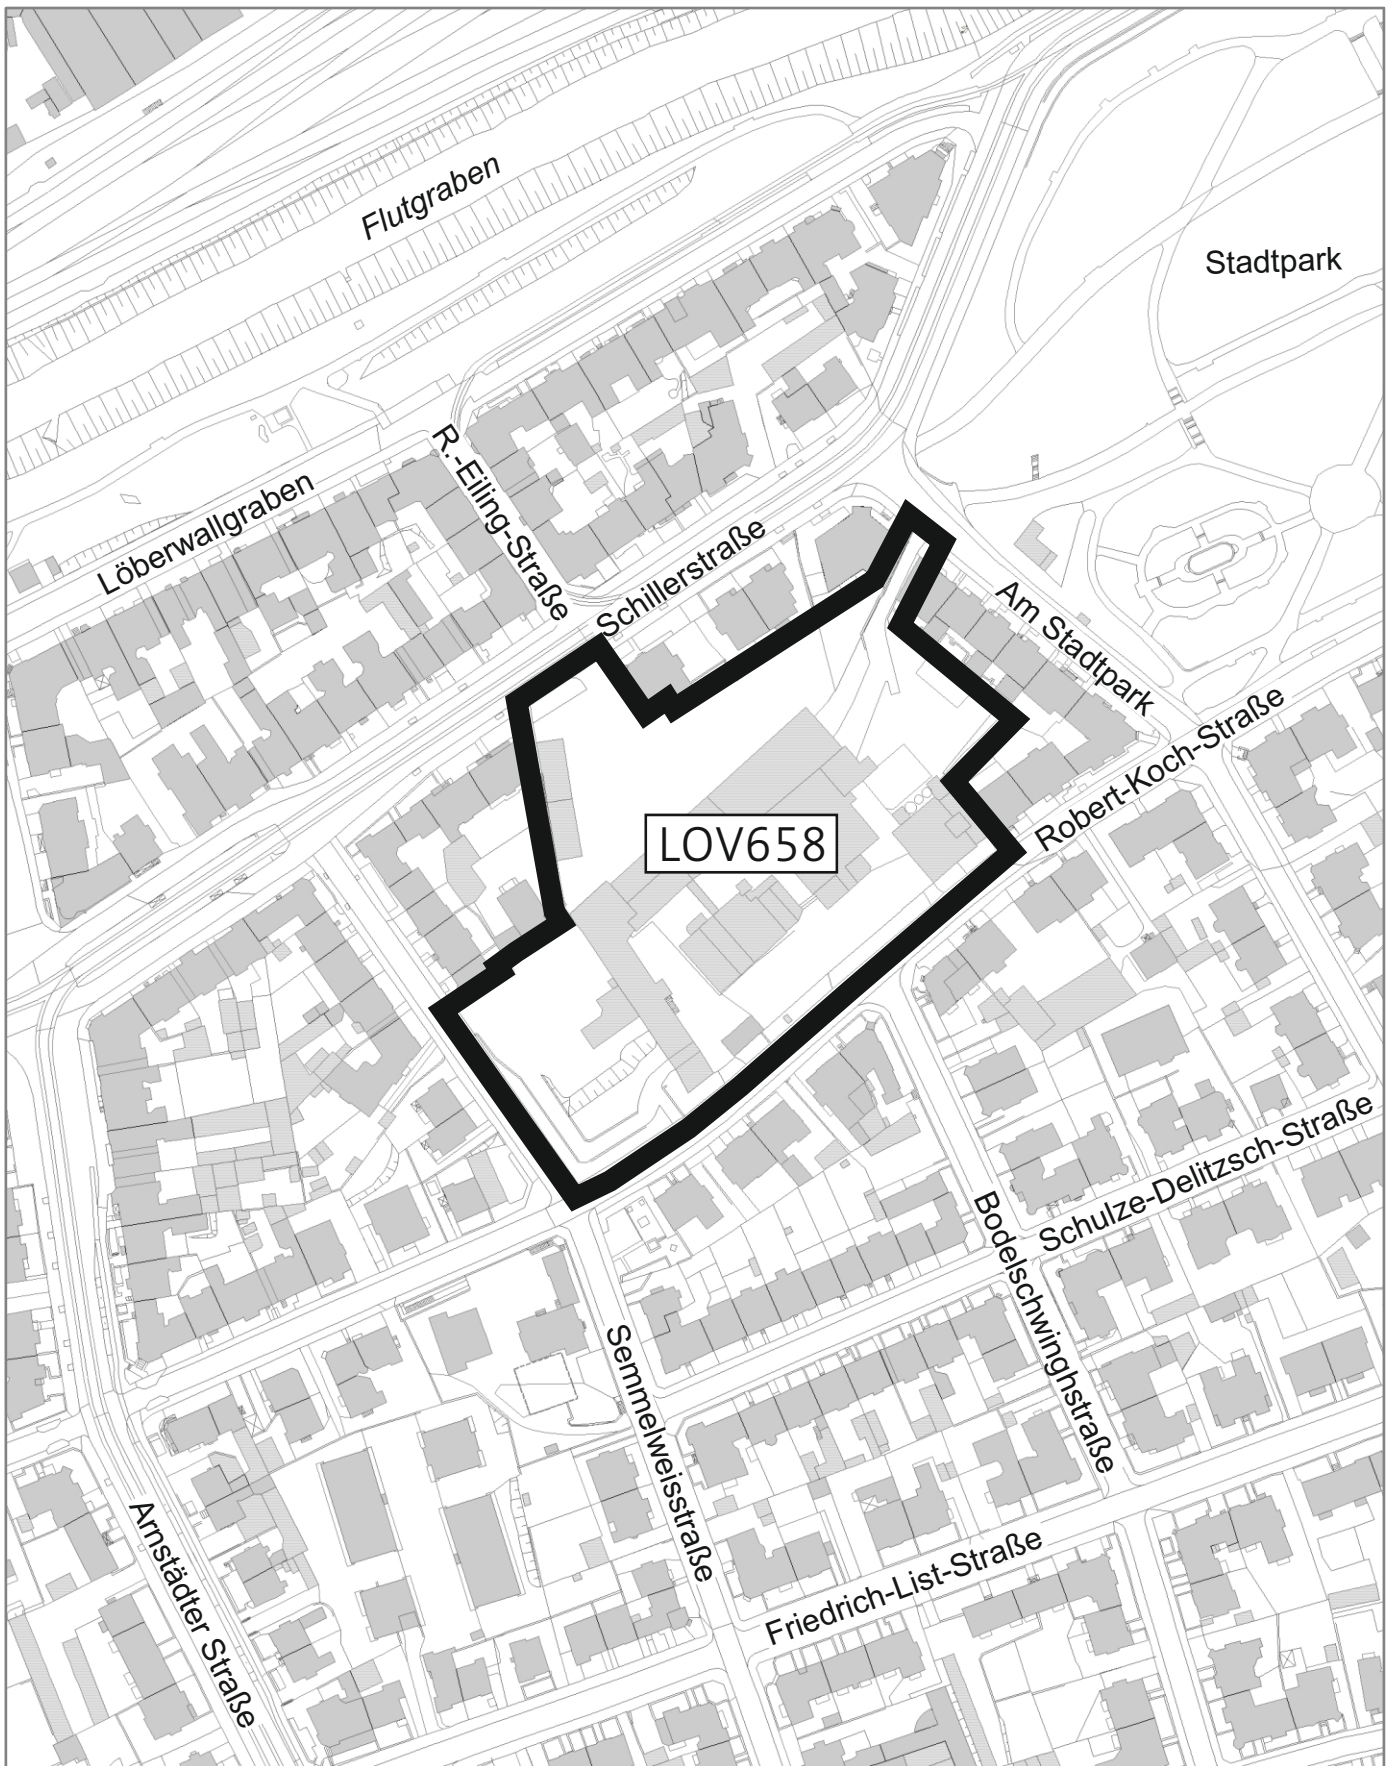 Flutgraben
Stadtpark
R.-Eiling-Straße
Löberwallgraben
Schillerstraße
Am Stadtpark
Robert-Koch-Straße
LOV658
Schulze-Delitzsch-Straße
Bodelschwinghstraße
Semmelweisstraße
Arnstädter Straße
Friedrich-List-Straße